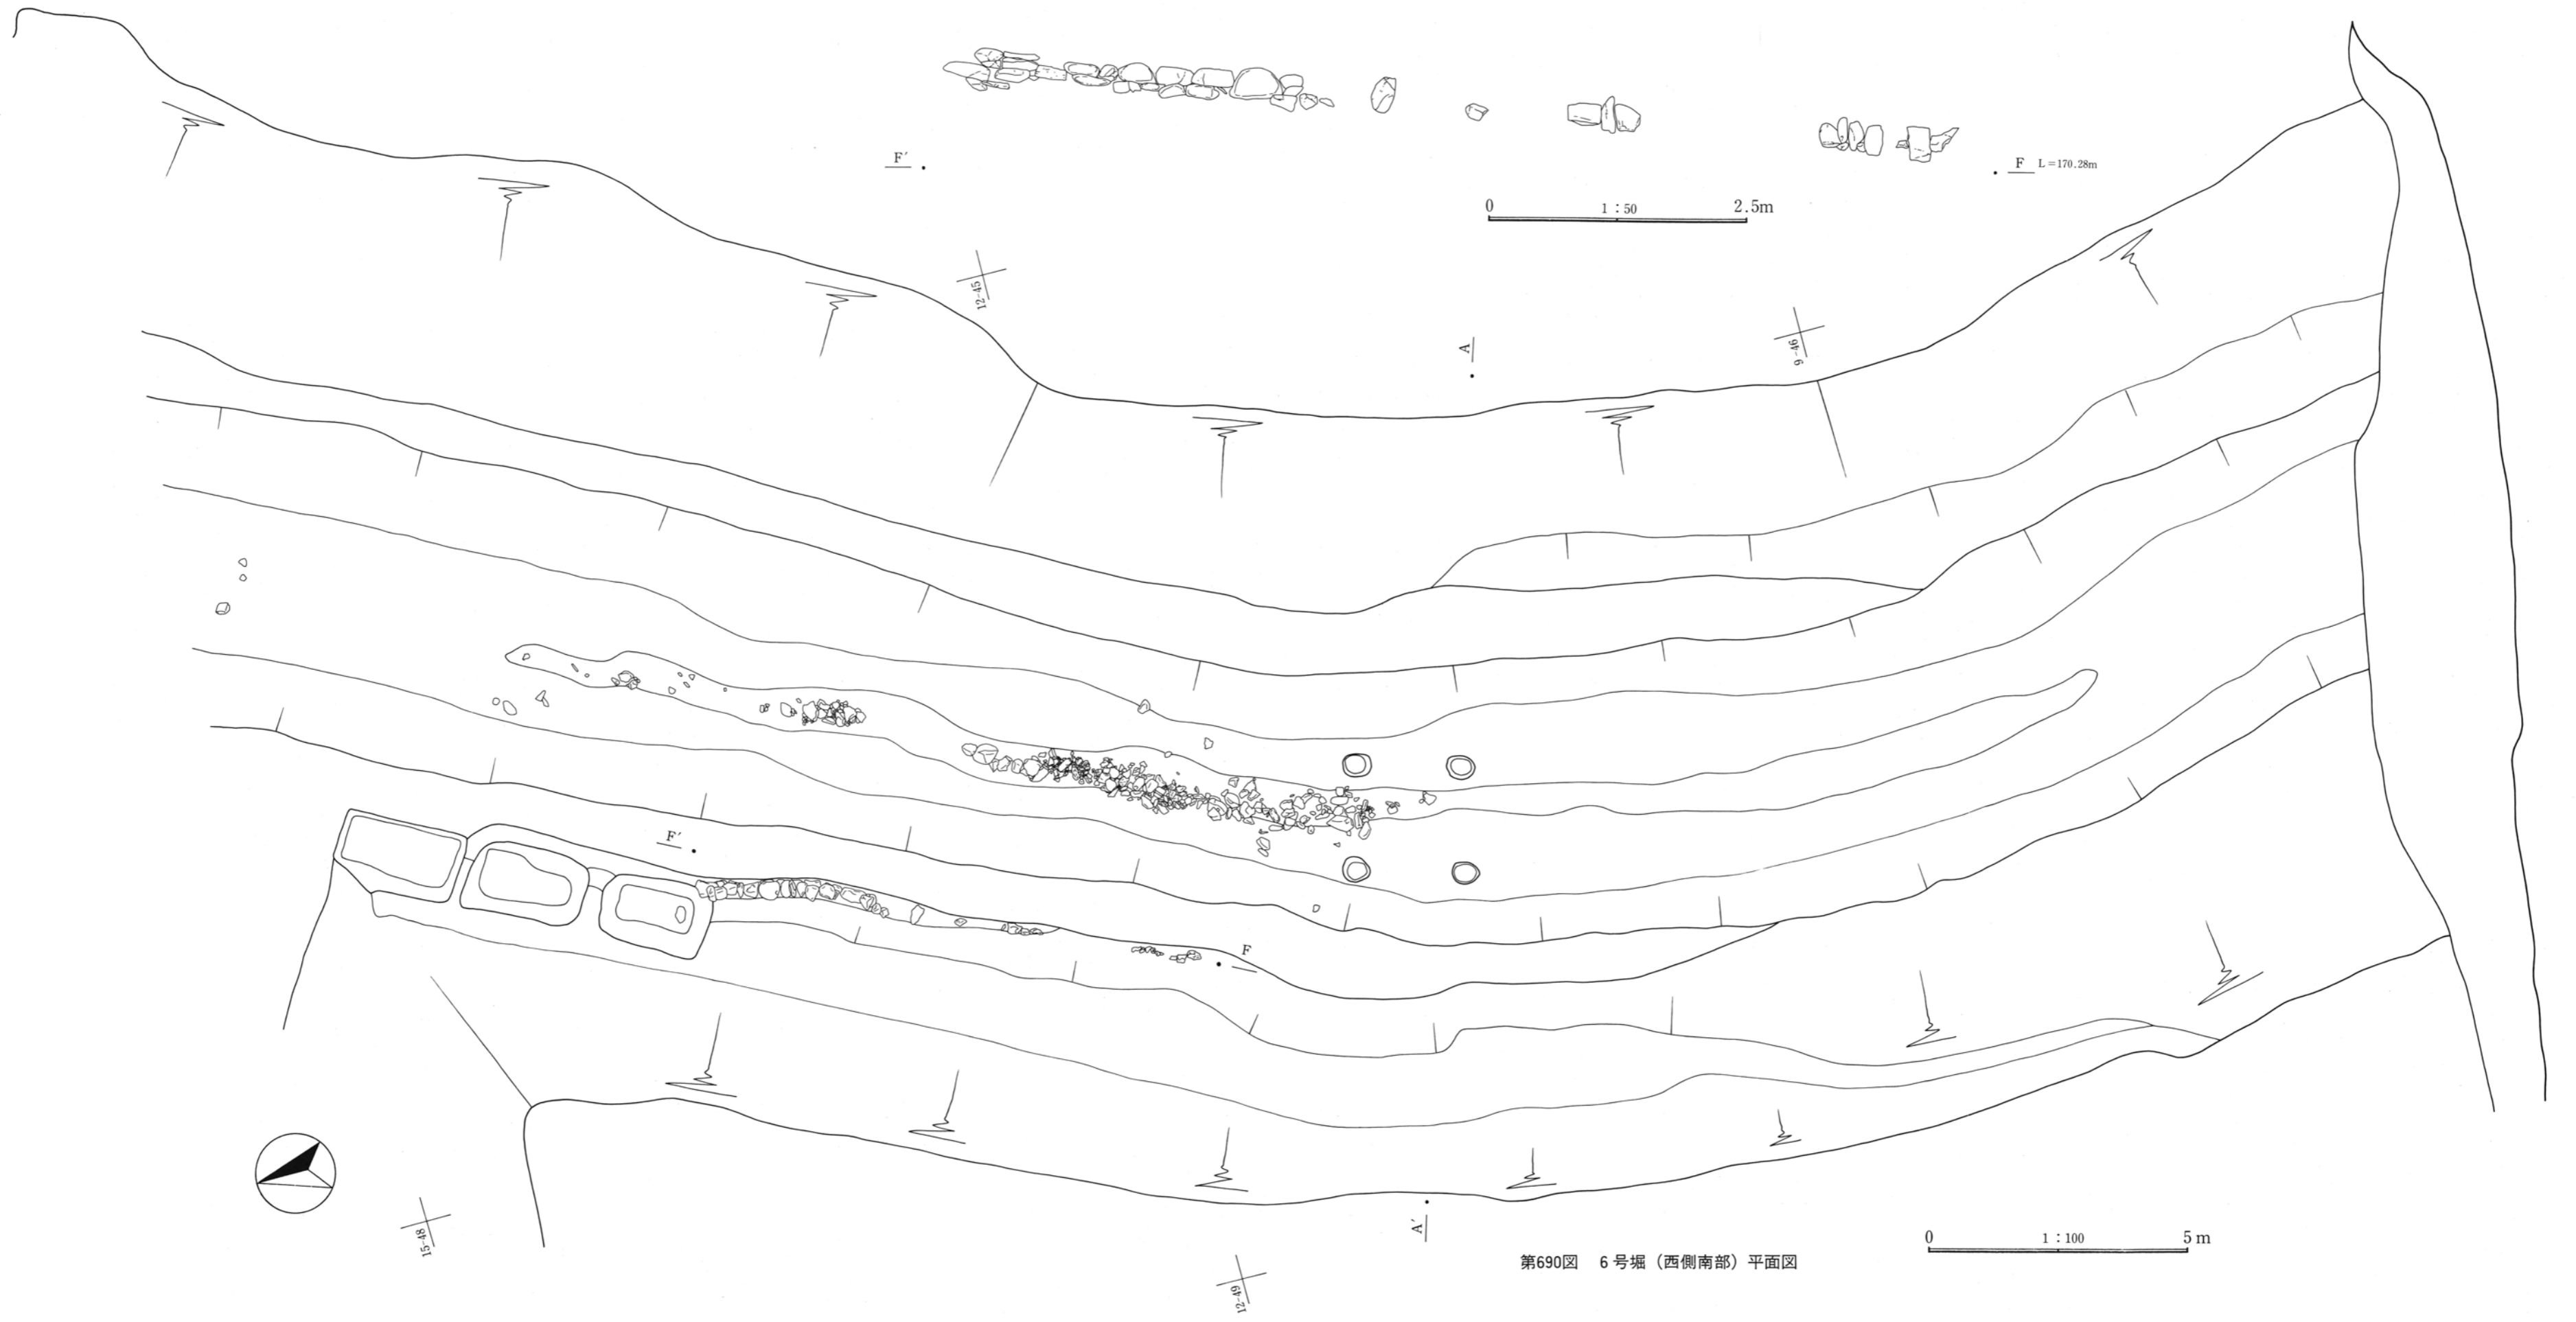 F′
F L=170.28m
0 1：50 2.5m
12-45
A
9-46
F′
F
15-48
12-49
A′
0 1：100 5m
第690図 6号堀（西側南部）平面図